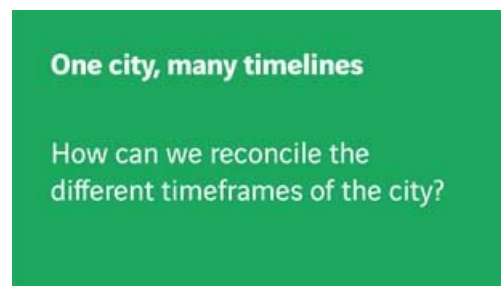 One city, many timelines
How can we reconcile the
different timeframes of the city?